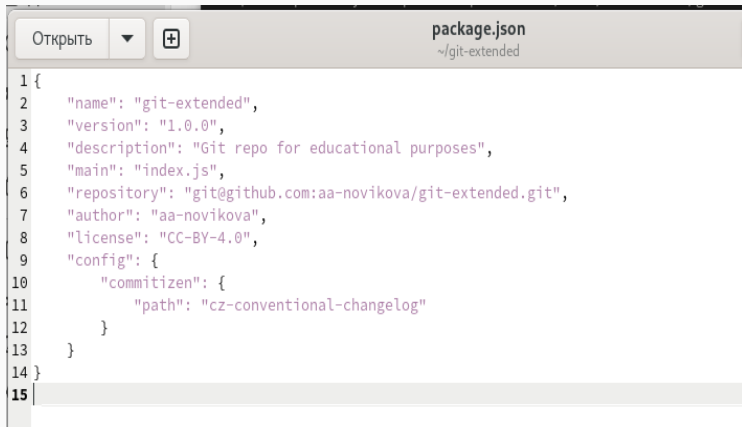 Открыть
package.json
~/git-extended
1 {
2     "name": "git-extended",
3     "version": "1.0.0",
4     "description": "Git repo for educational purposes",
5     "main": "index.js",
6     "repository": "git@github.com:aa-novikova/git-extended.git",
7     "author": "aa-novikova",
8     "license": "CC-BY-4.0",
9     "config": {
10         "commitizen": {
11             "path": "cz-conventional-changelog"
12         }
13     }
14 }
15